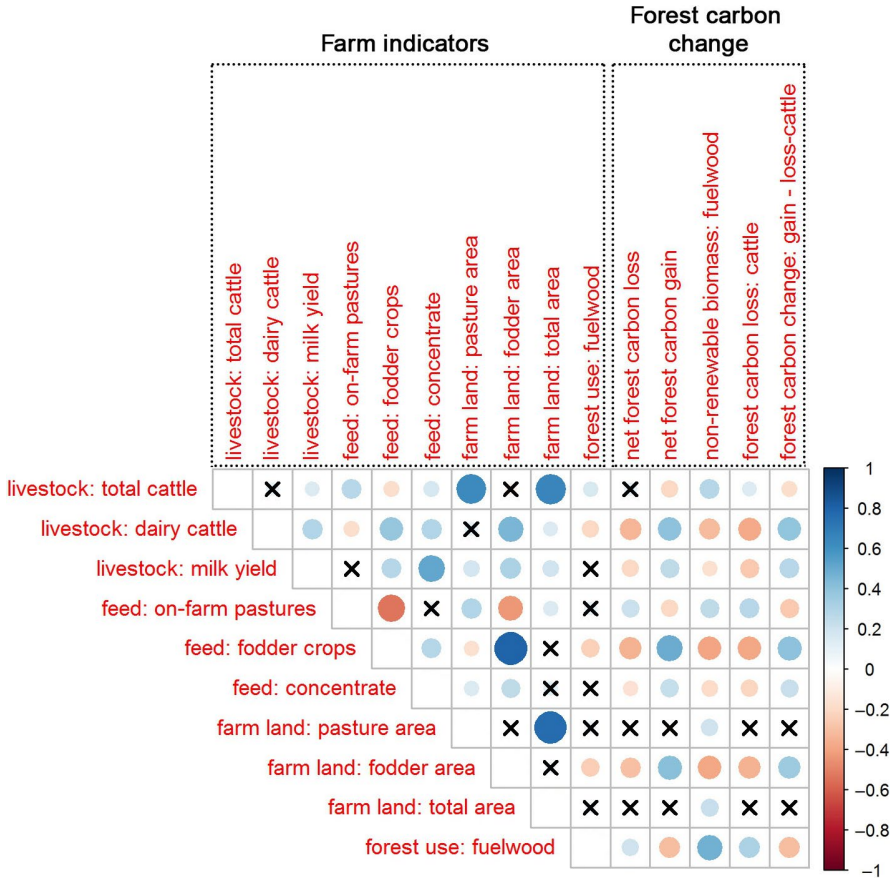 Farm indicators
Forest carbon
change
livestock: total cattle
livestock: dairy cattle
livestock: milk yield
feed: on-farm pastures
feed: fodder crops
feed: concentrate
farm land: pasture area
farm land: fodder area
farm land: total area
forest use: fuelwood
net forest carbon loss
net forest carbon gain
non-renewable biomass: fuelwood
forest carbon loss: cattle
forest carbon change: gain - loss-cattle
livestock: total cattle
livestock: dairy cattle
livestock: milk yield
feed: on-farm pastures
feed: fodder crops
feed: concentrate
farm land: pasture area
farm land: fodder area
farm land: total area
forest use: fuelwood
1
0.8
0.6
0.4
0.2
0
−0.2
−0.4
−0.6
−0.8
−1